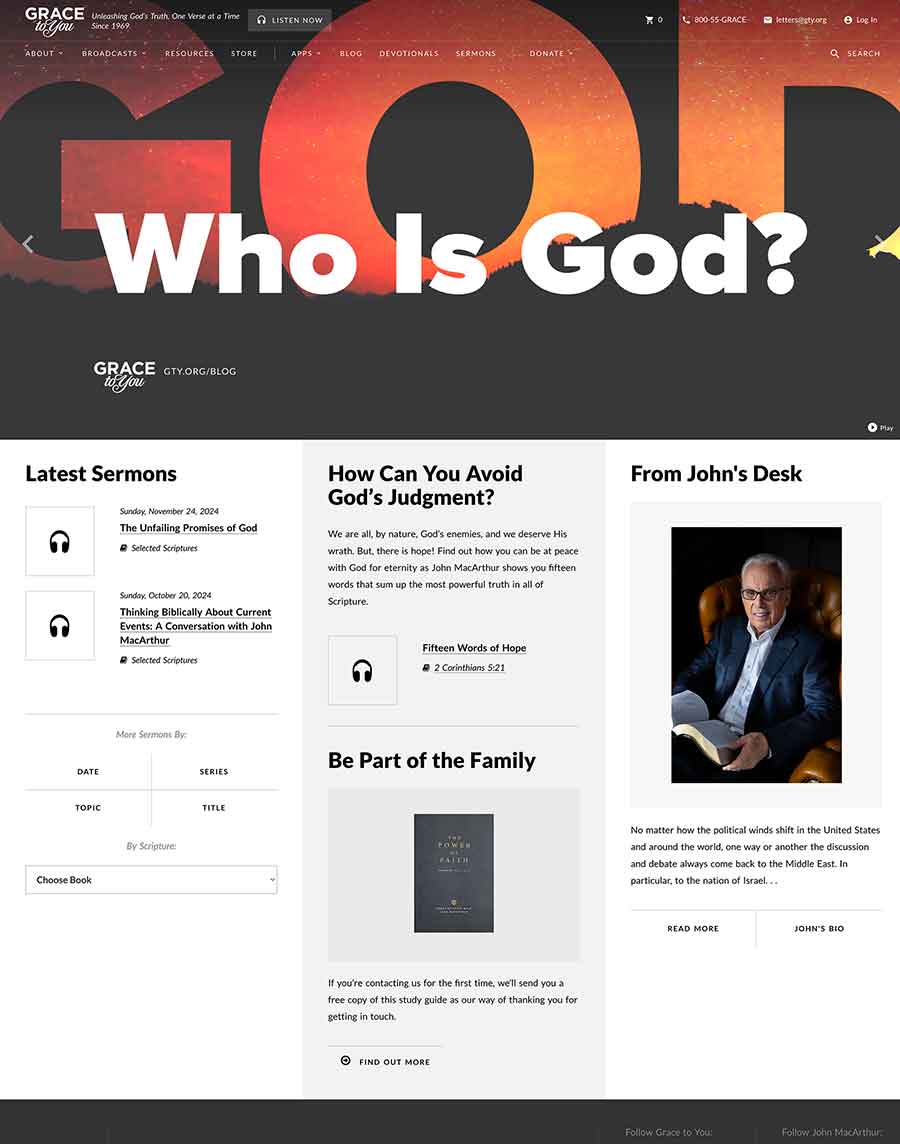 GRACE
to You
Unleashing God's Truth, One Verse at a Time
Since 1969
LISTEN NOW
0
800-55-GRACE
letters@gty.org
Log In
ABOUT
BROADCASTS
RESOURCES
STORE
APPS
BLOG
DEVOTIONALS
SERMONS
DONATE
SEARCH
GOD
Who Is God?
GRACE
to You
GTY.ORG/BLOG
Play
Latest Sermons
Sunday, November 24, 2024
The Unfailing Promises of God
Selected Scriptures
Sunday, October 20, 2024
Thinking Biblically About Current
Events: A Conversation with John
MacArthur
Selected Scriptures
More Sermons By:
DATE
SERIES
TOPIC
TITLE
By Scripture:
Choose Book
How Can You Avoid
God's Judgment?
We are all, by nature, God's enemies, and we deserve His
wrath. But, there is hope! Find out how you can be at peace
with God for eternity as John MacArthur shows you fifteen
words that sum up the most powerful truth in all of
Scripture.
Fifteen Words of Hope
2 Corinthians 5:21
Be Part of the Family
THE
POWER
OF
FAITH
If you're contacting us for the first time, we'll send you a
free copy of this study guide as our way of thanking you for
getting in touch.
FIND OUT MORE
From John's Desk
No matter how the political winds shift in the United States
and around the world, one way or another the discussion
and debate always come back to the Middle East. In
particular, to the nation of Israel. . .
READ MORE
JOHN'S BIO
Follow Grace to You:
Follow John MacArthur: